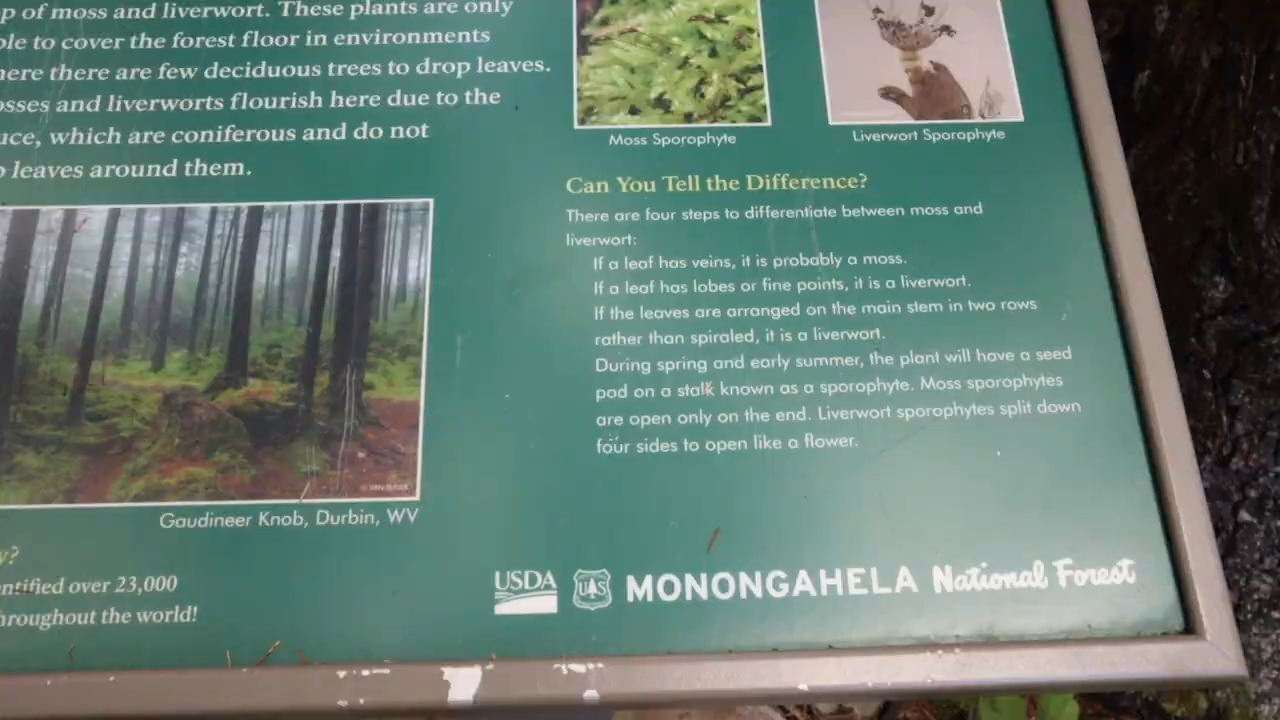 p of moss and liverwort. These plants are only
ble to cover the forest floor in environments
here there are few deciduous trees to drop leaves.
osses and liverworts flourish here due to the
uce, which are coniferous and do not
leaves around them.
Moss Sporophyte
Liverwort Sporophyte
Can You Tell the Difference?
There are four steps to differentiate between moss and
liverwort:
If a leaf has veins, it is probably a moss.
If a leaf has lobes or fine points, it is a liverwort.
If the leaves are arranged on the main stem in two rows
rather than spiraled, it is a liverwort.
During spring and early summer, the plant will have a seed
pod on a stalk known as a sporophyte. Moss sporophytes
are open only on the end. Liverwort sporophytes split down
four sides to open like a flower.
Gaudineer Knob, Durbin, WV
y?
entified over 23,000
hroughout the world!
USDA
UAS
MONONGAHELA National Forest